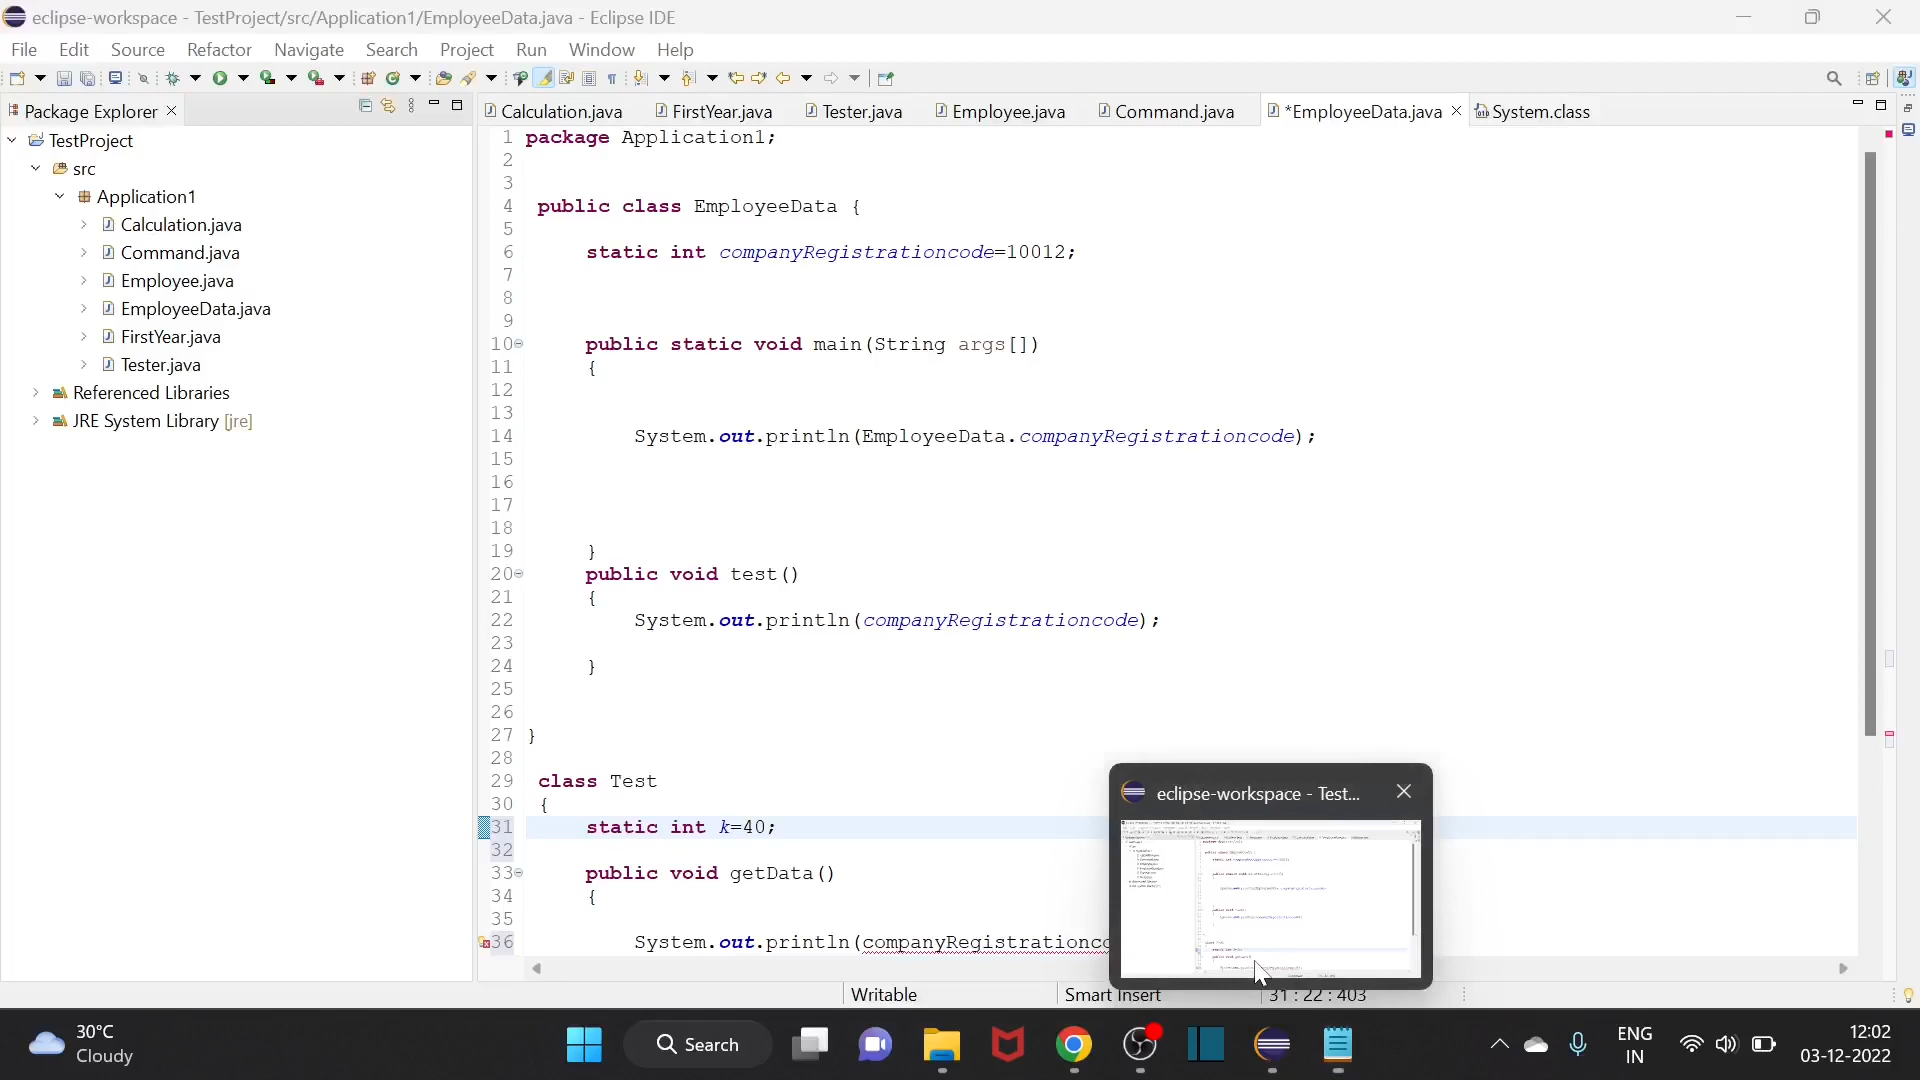 eclipse-workspace - TestProject/src/Application1/EmployeeData.java - Eclipse IDE
File Edit Source Refactor Navigate Search Project Run Window Help
Package Explorer
Calculation.java FirstYear.java Tester.java Employee.java Command.java *EmployeeData.java System.class
TestProject
src
Application1
Calculation.java
Command.java
Employee.java
EmployeeData.java
FirstYear.java
Tester.java
Referenced Libraries
JRE System Library [jre]
1 package Application1;
2
3
4 public class EmployeeData {
5
6 static int companyRegistrationcode=10012;
7
8
9
10 public static void main(String args[])
11 {
12
13
14 System.out.println(EmployeeData.companyRegistrationcode);
15
16
17
18
19 }
20 public void test()
21 {
22 System.out.println(companyRegistrationcode);
23
24 }
25
26
27 }
28
29 class Test
30 {
31 static int k=40;
32
33 public void getData()
34 {
35
36 System.out.println(companyRegistrationco
eclipse-workspace - Test...
Writable Smart Insert 31 : 22 : 403
30°C
Cloudy
Search
ENG
IN
12:02
03-12-2022